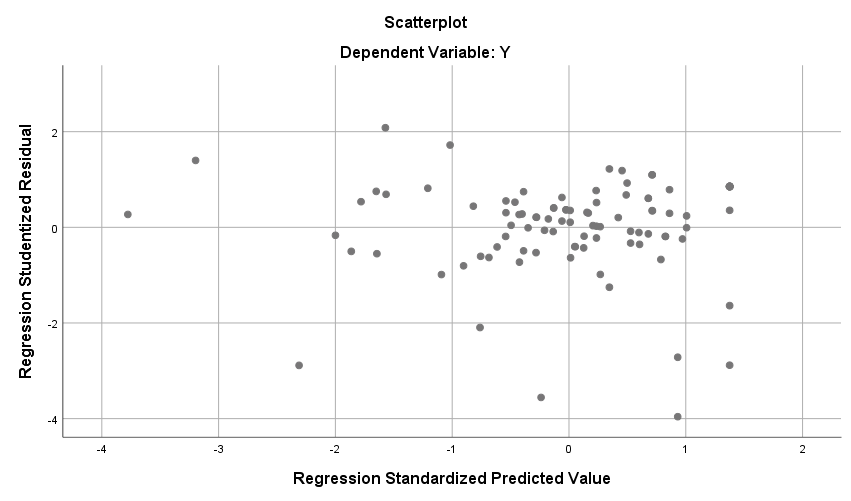 Scatterplot
Dependent Variable: Y
Regression Studentized Residual
2
0
-2
-4
-4
-3
-2
-1
0
1
2
Regression Standardized Predicted Value